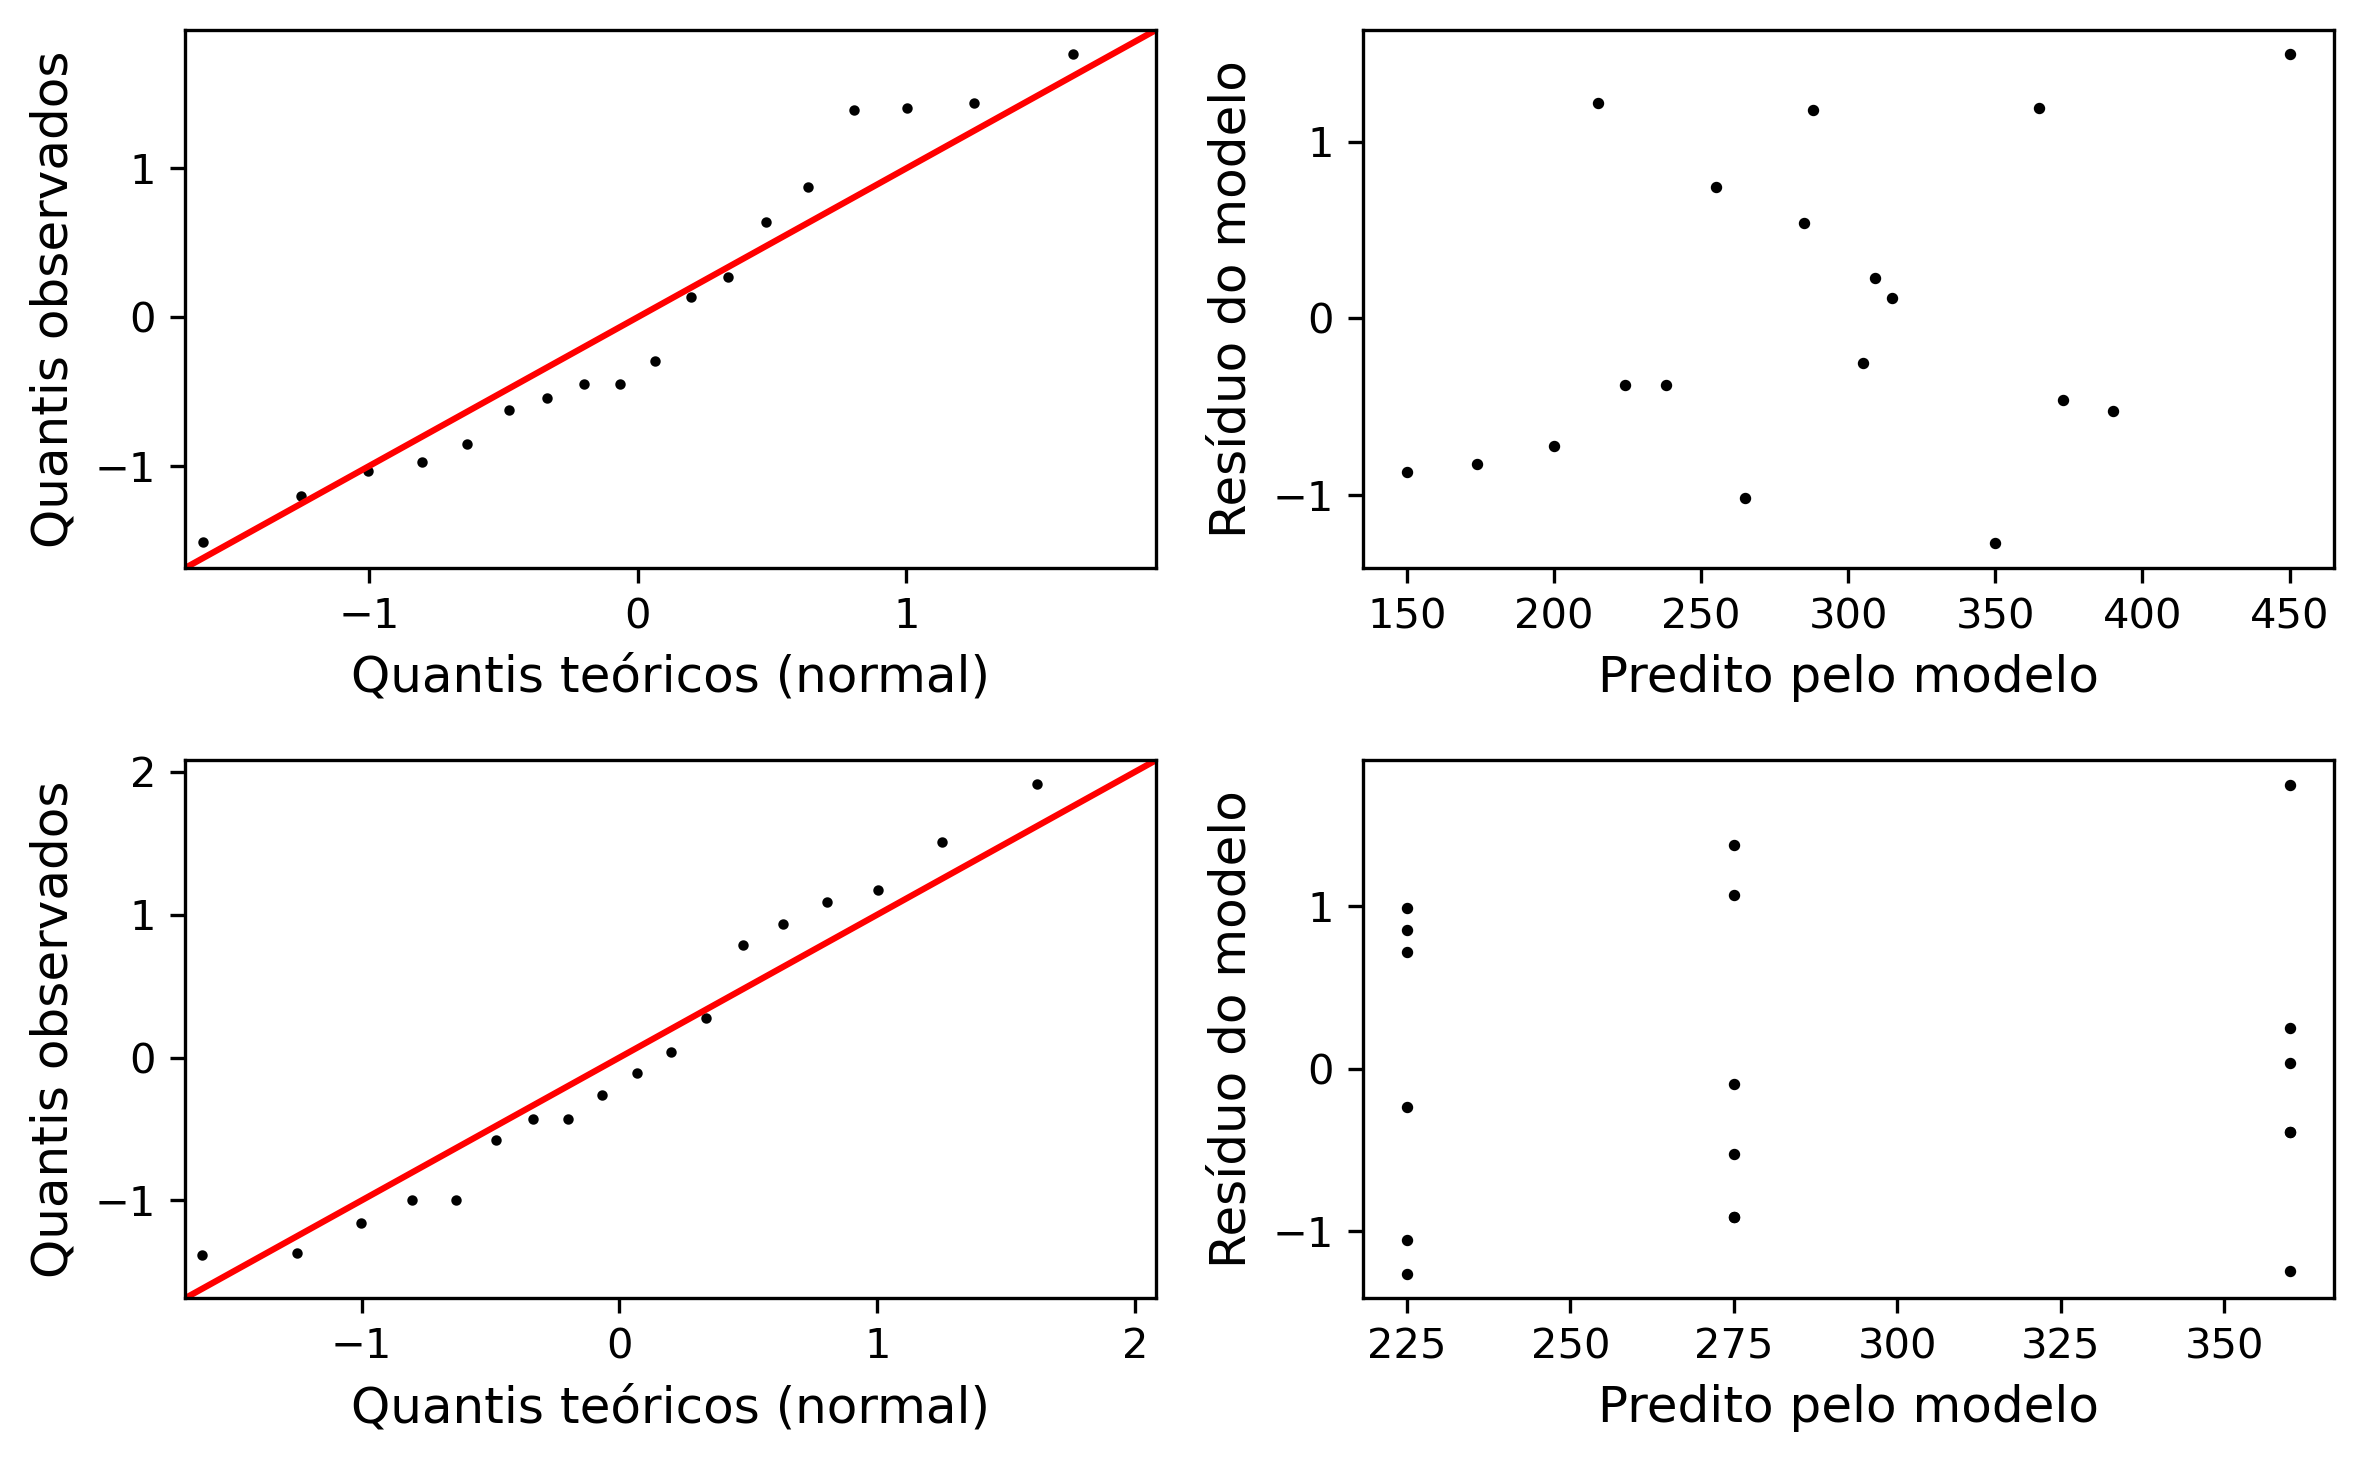 Quantis observados
1
0
−1
−1 0 1
Quantis teóricos (normal)
Resíduo do modelo
1
0
−1
150 200 250 300 350 400 450
Predito pelo modelo
Quantis observados
2
1
0
−1
−1 0 1 2
Quantis teóricos (normal)
Resíduo do modelo
1
0
−1
225 250 275 300 325 350
Predito pelo modelo